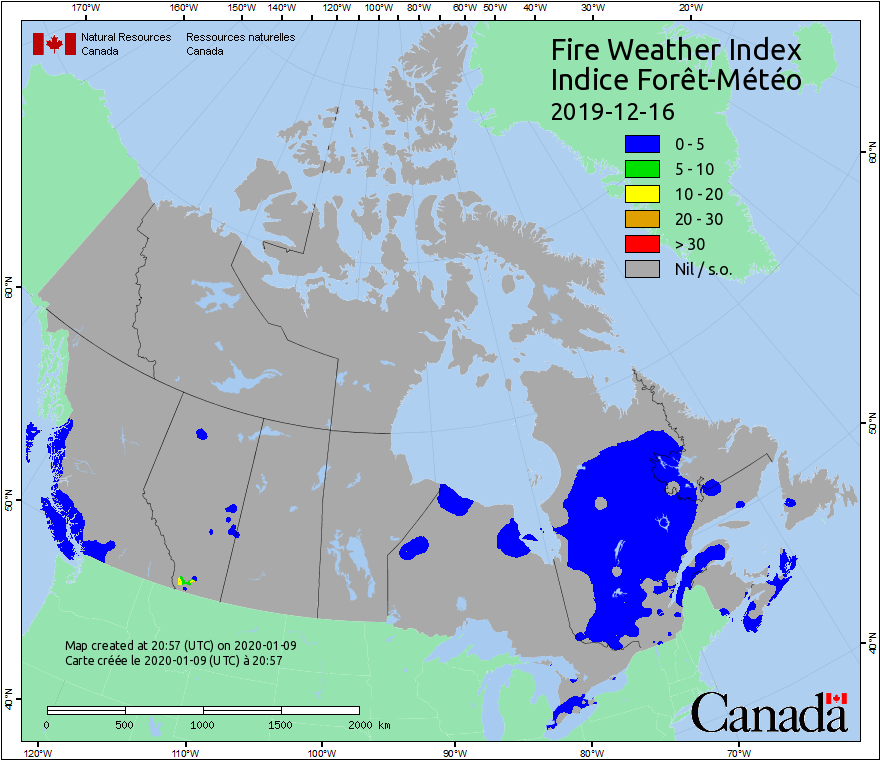 170°W 160°W 150°W 140°W 130°W 120°W 110°W 100°W 90°W 80°W 60°W 50°W 40°W 30°W 20°W
Natural Resources Ressources naturelles
Canada Canada
Fire Weather Index
Indice Forêt-Météo
2019-12-16
0 - 5
5 - 10
10 - 20
20 - 30
> 30
Nil / s.o.
60°N
60°N
50°N
50°N
40°N
40°N
Map created at 20:57 (UTC) on 2020-01-09
Carte créée le 2020-01-09 (UTC) à 20:57
0 500 1000 1500 2000 km
Canada
120°W 110°W 100°W 90°W 80°W 70°W